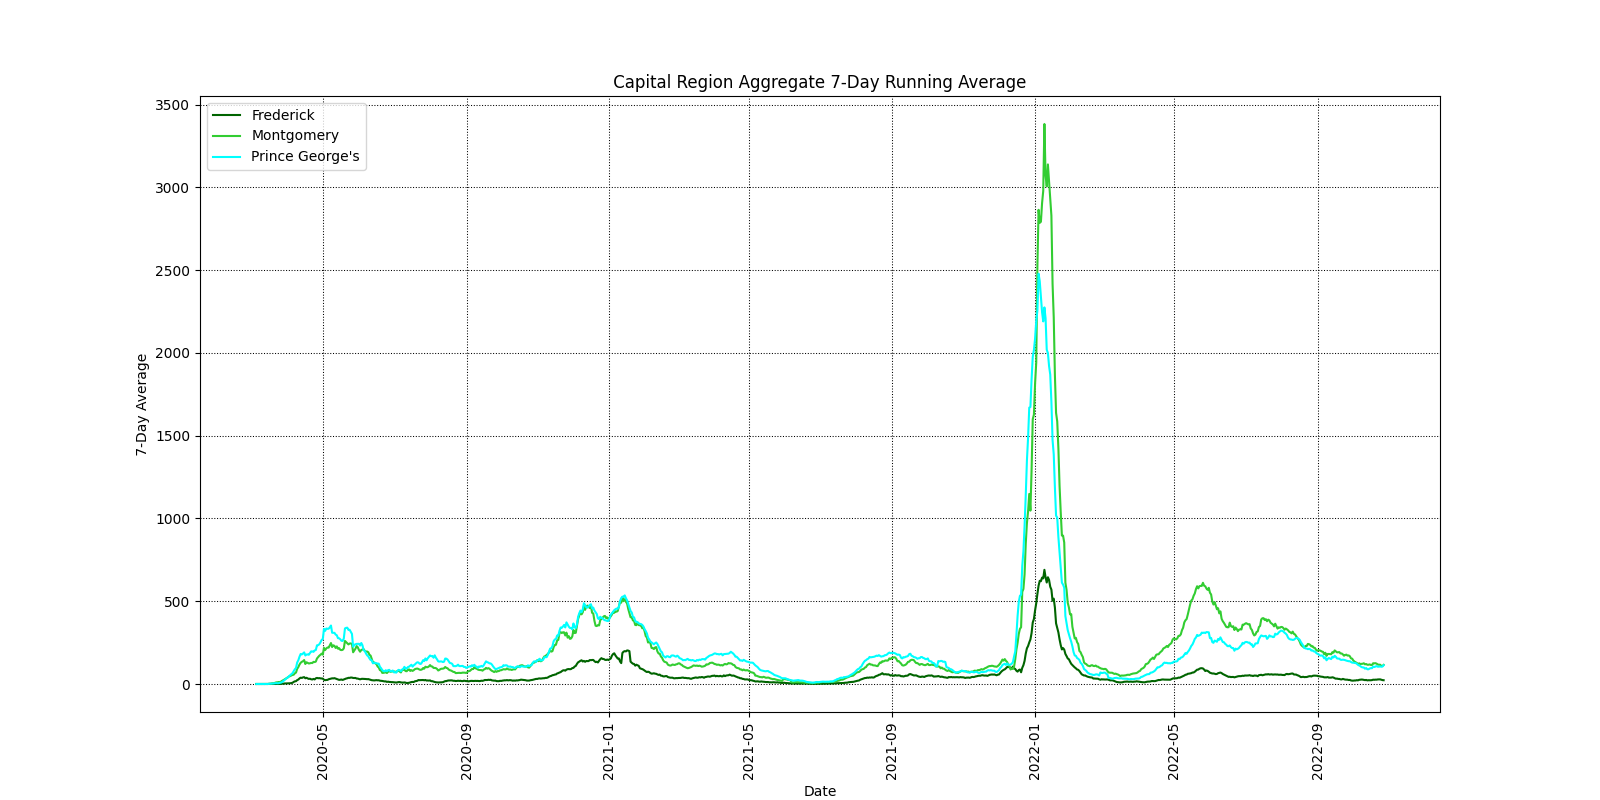 Capital Region Aggregate 7-Day Running Average
Frederick
Montgomery
Prince George's
3500
3000
2500
2000
1500
1000
500
0
7-Day Average
2020-05
2020-09
2021-01
2021-05
2021-09
2022-01
2022-05
2022-09
Date